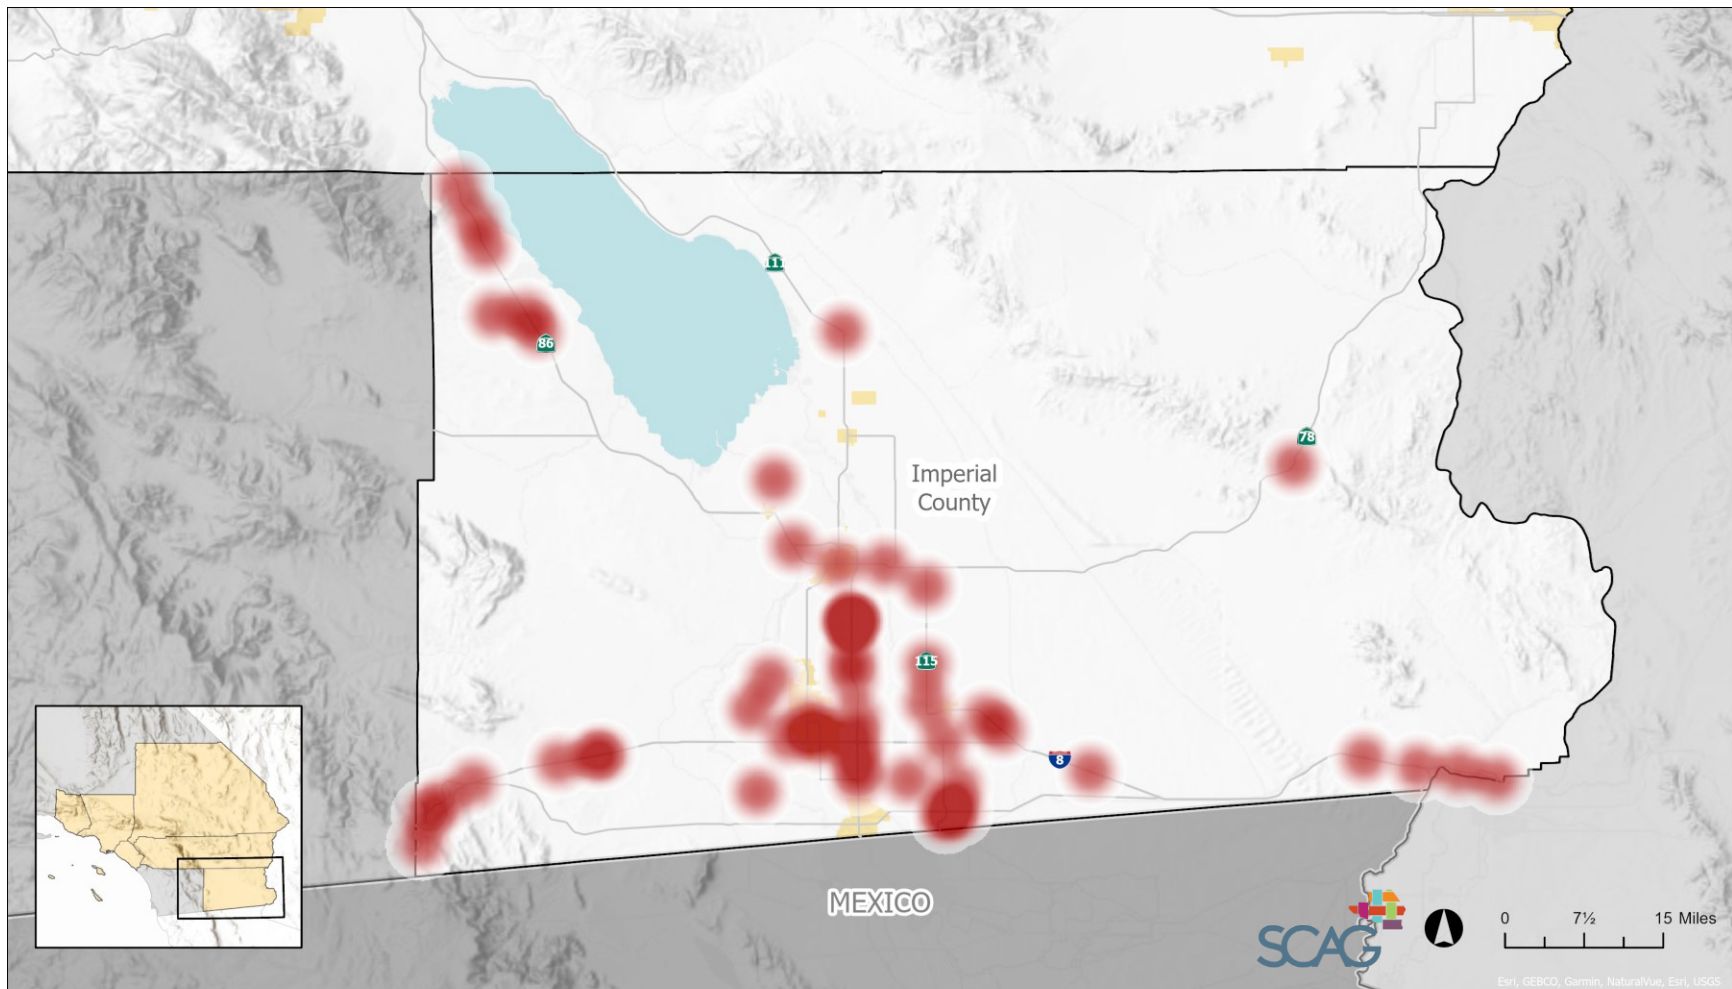 111
86
78
Imperial
County
115
8
MEXICO
SCAG
0 7½ 15 Miles
Esri, GEBCO, Garmin, NaturalVue, Esri, USGS